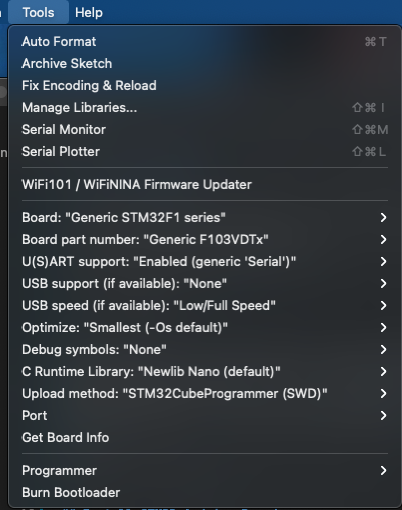 Tools Help
Auto Format ⌘ T
Archive Sketch
Fix Encoding & Reload
Manage Libraries... ⇧⌘ I
Serial Monitor ⇧⌘M
Serial Plotter ⇧⌘ L
WiFi101 / WiFiNINA Firmware Updater
Board: "Generic STM32F1 series"
Board part number: "Generic F103VDTx"
U(S)ART support: "Enabled (generic 'Serial')"
USB support (if available): "None"
USB speed (if available): "Low/Full Speed"
Optimize: "Smallest (-Os default)"
Debug symbols: "None"
C Runtime Library: "Newlib Nano (default)"
Upload method: "STM32CubeProgrammer (SWD)"
Port
Get Board Info
Programmer
Burn Bootloader